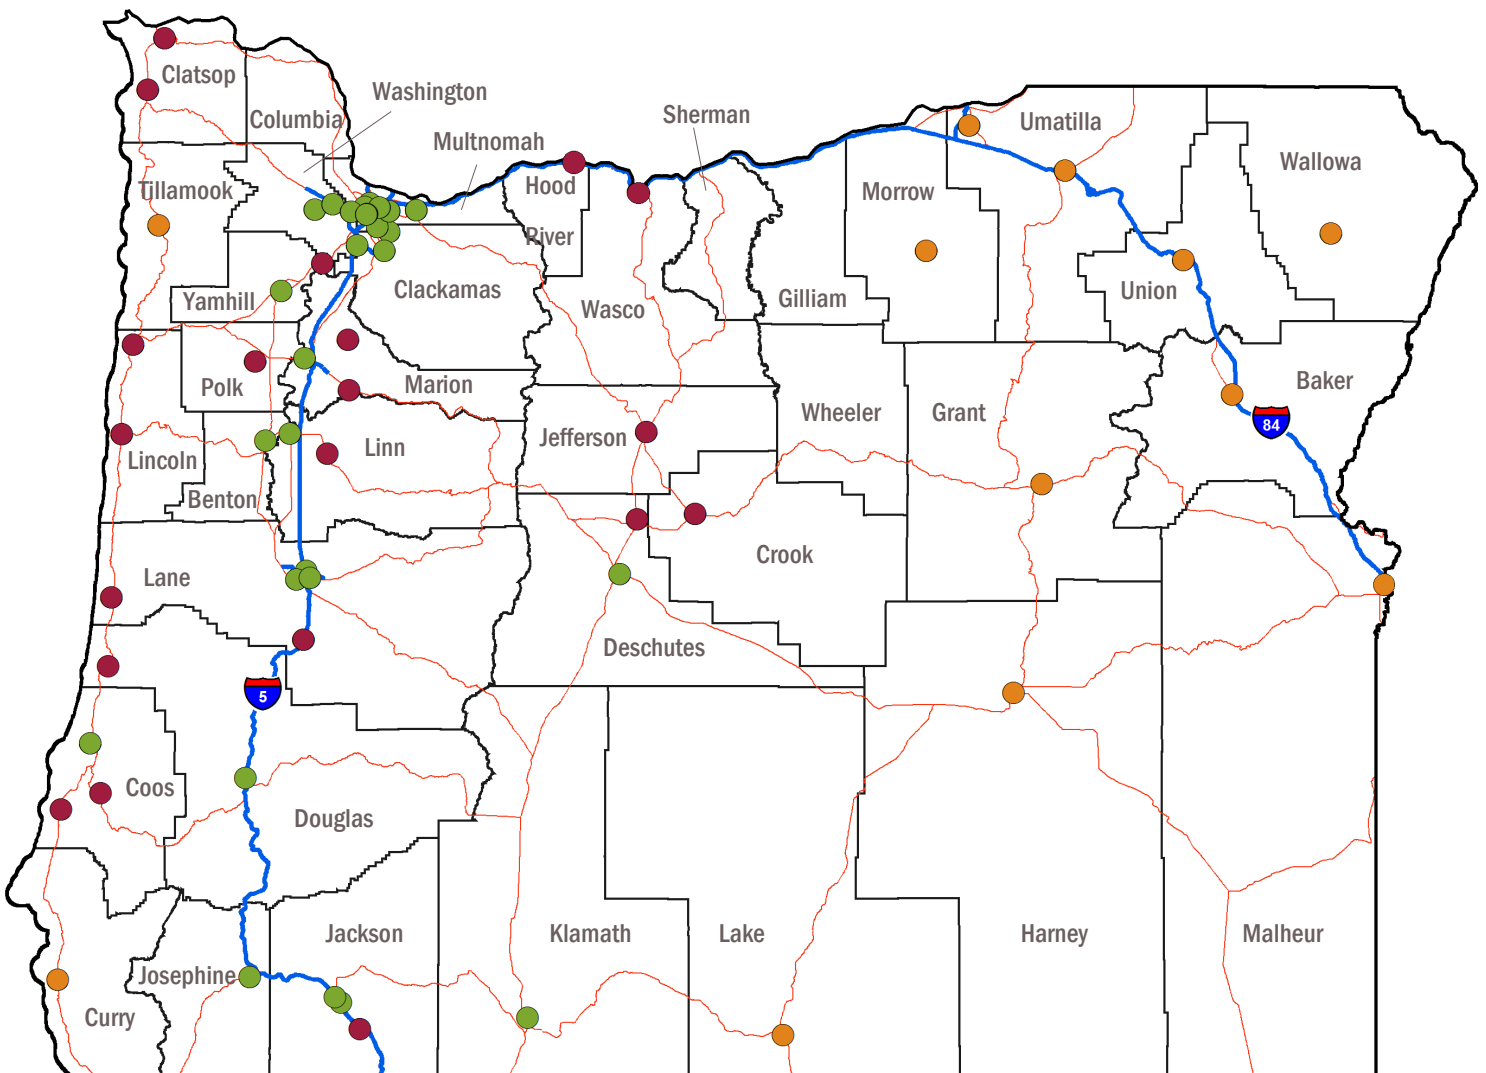 Clatsop
Washington
Columbia
Sherman
Multnomah
Umatilla
Wallowa
Tillamook
Hood
River
Morrow
Clackamas
Yamhill
Wasco
Gilliam
Union
Polk
Marion
Baker
Wheeler
Grant
84
Jefferson
Linn
Lincoln
Benton
Crook
Lane
Deschutes
5
Coos
Douglas
Jackson
Klamath
Lake
Harney
Malheur
Josephine
Curry